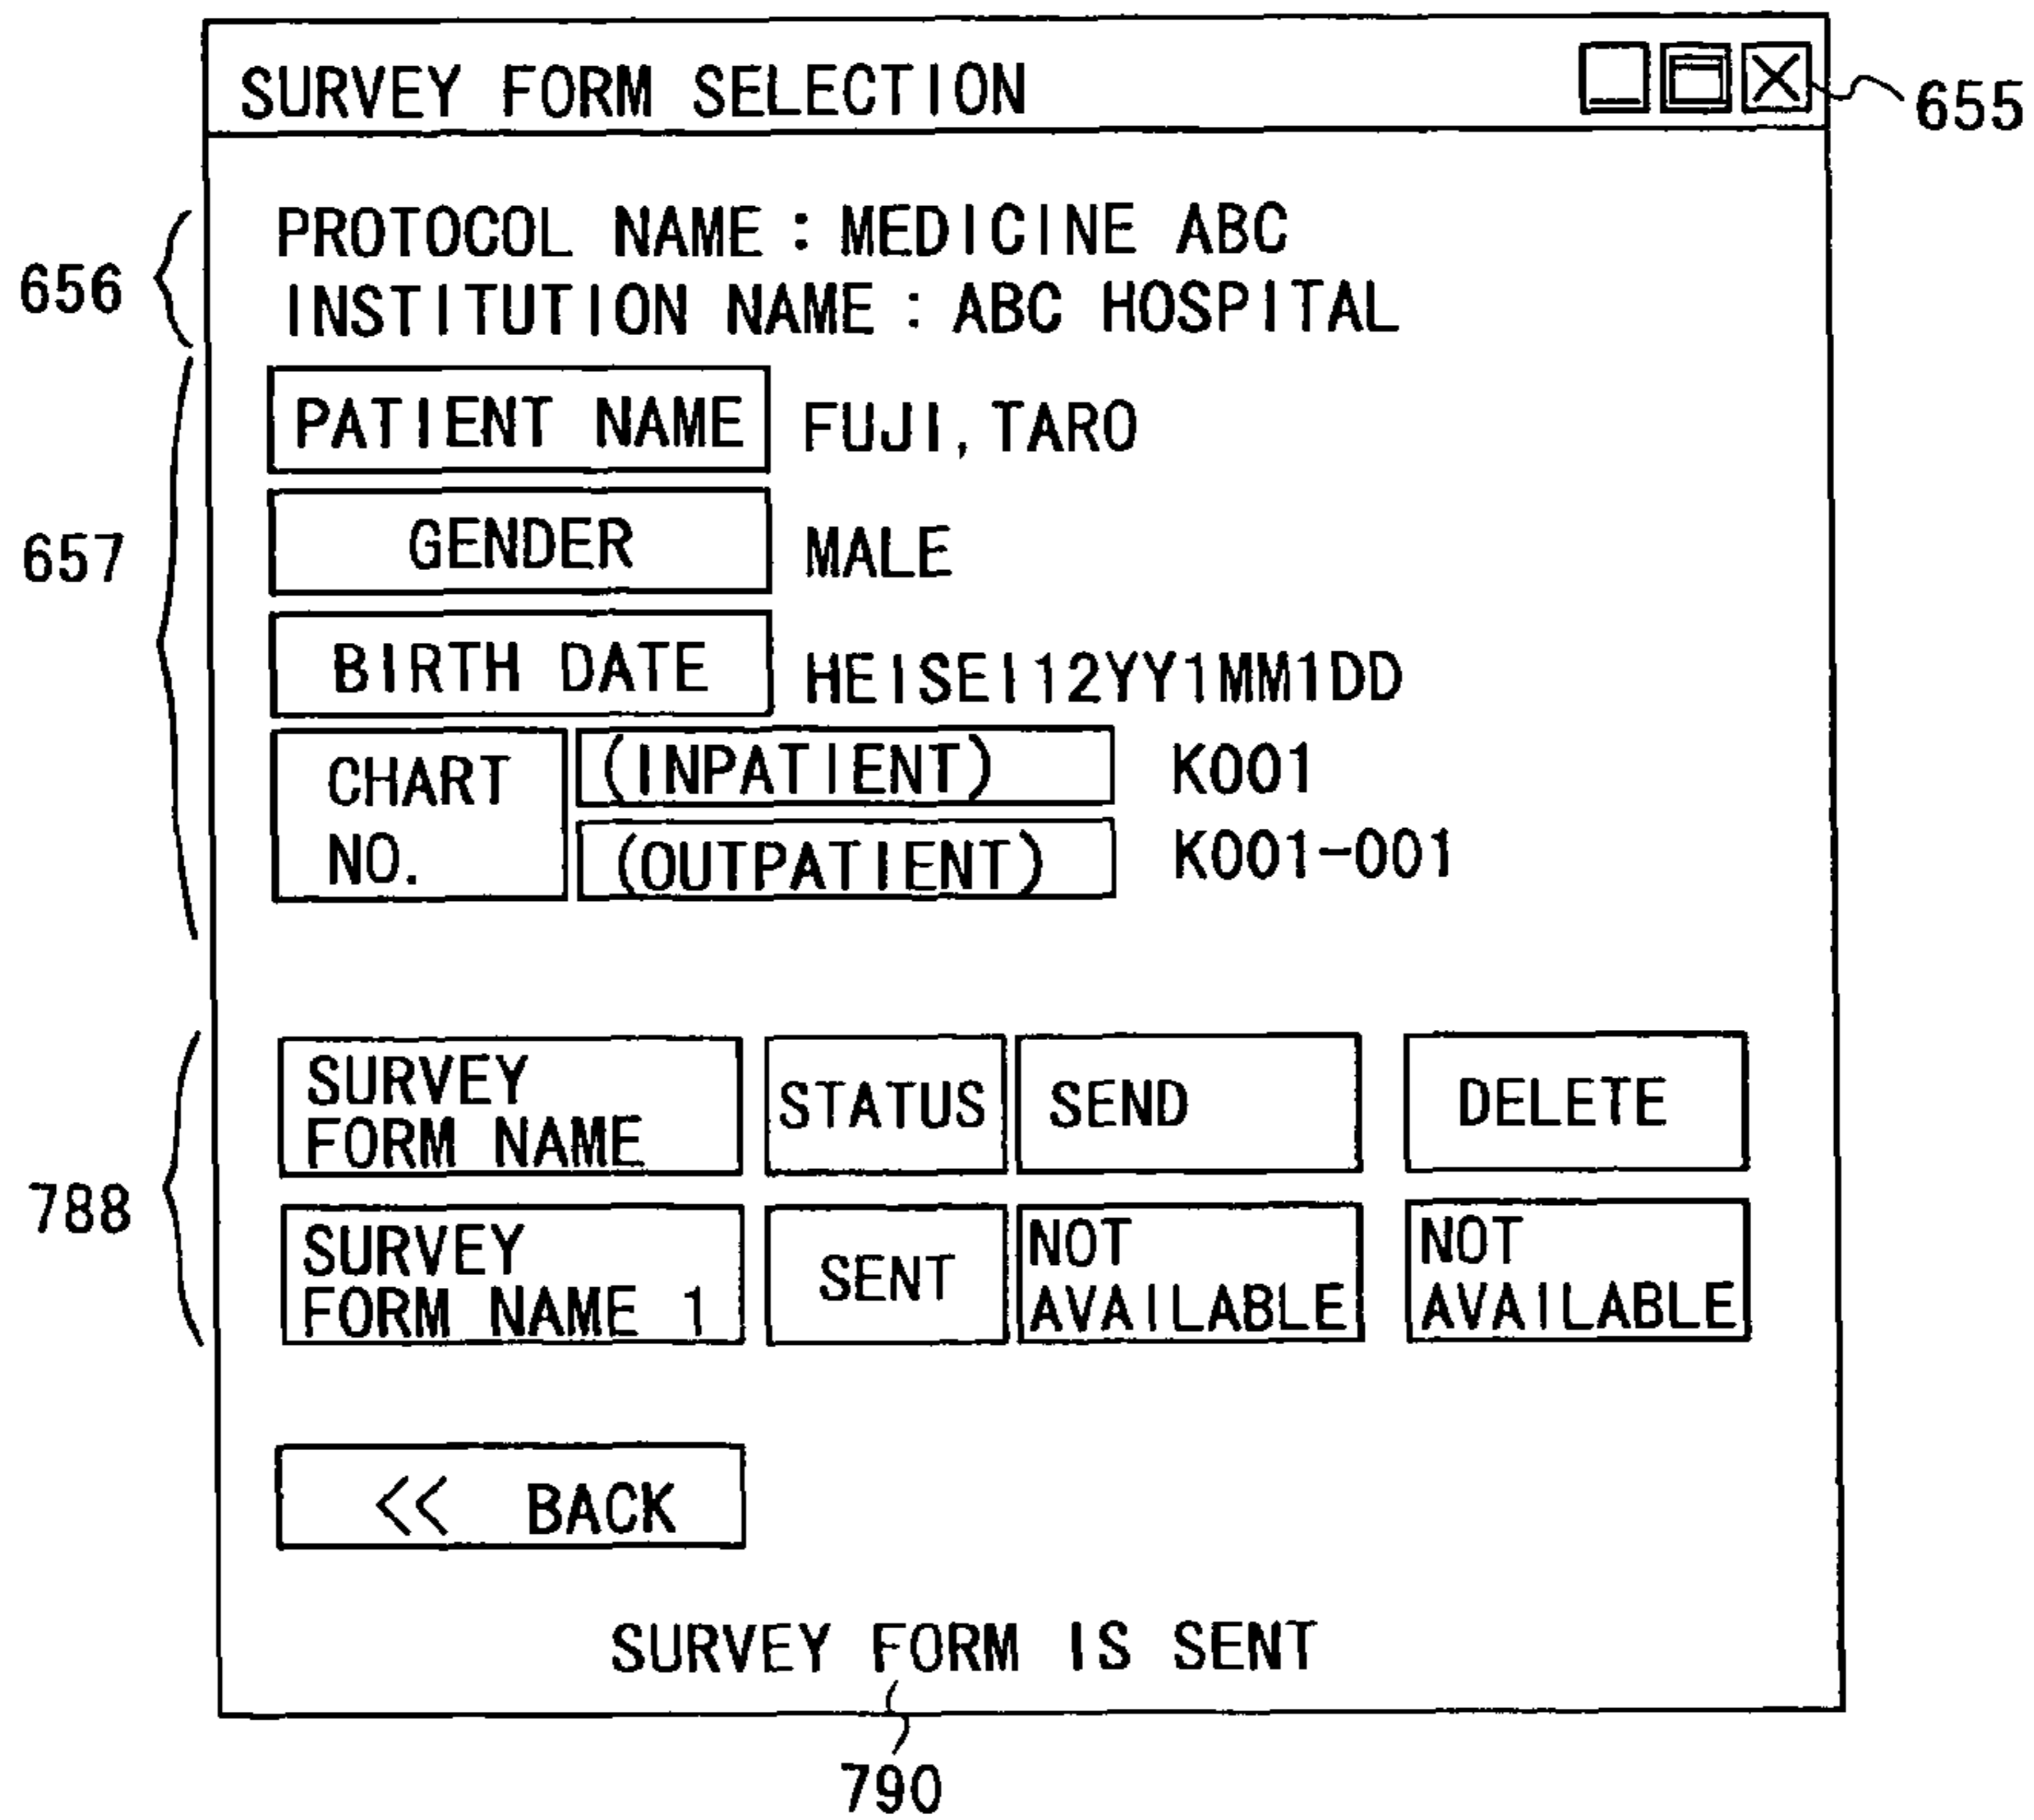 SURVEY FORM SELECTION
655
PROTOCOL NAME : MEDICINE ABC
656
INSTITUTION NAME : ABC HOSPITAL
PATIENT NAME FUJI, TARO
GENDER MALE
657
BIRTH DATE HEISEI12YY1MM1DD
CHART NO. (INPATIENT) K001
(OUTPATIENT) K001-001
SURVEY FORM NAME STATUS SEND DELETE
788
SURVEY FORM NAME 1 SENT NOT AVAILABLE NOT AVAILABLE
<< BACK
SURVEY FORM IS SENT
790